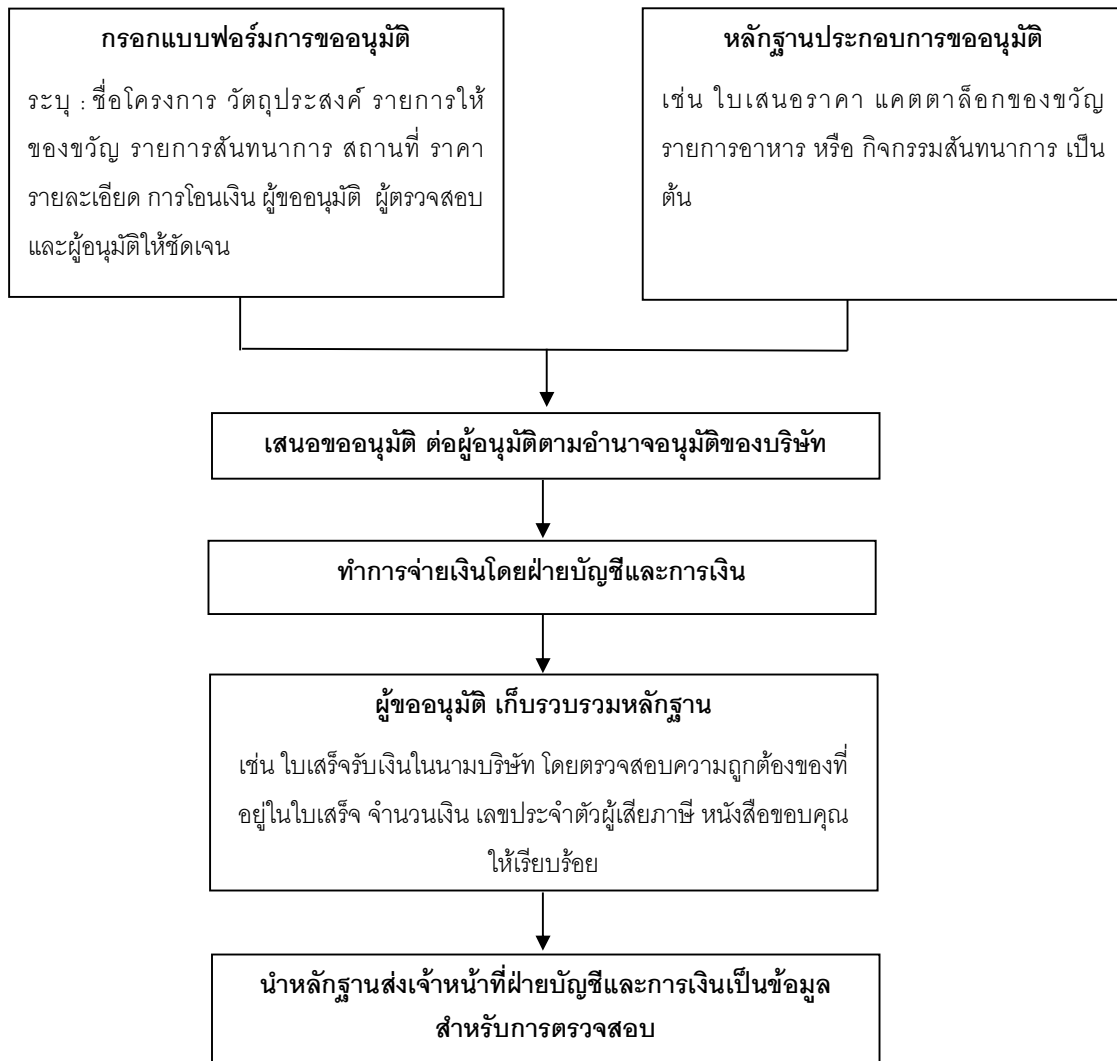 กรอกแบบฟอร์มการขออนุมัติ
ระบุ : ชื่อโครงการ วัตถุประสงค์ รายการให้
ของขวัญ รายการสันทนาการ สถานที่ ราคา
รายละเอียด การโอนเงิน ผู้ขออนุมัติ ผู้ตรวจสอบ
และผู้อนุมัติให้ชัดเจน
หลักฐานประกอบการขออนุมัติ
เช่น ใบเสนอราคา แคตตาล็อกของขวัญ
รายการอาหาร หรือ กิจกรรมสันทนาการ เป็น
ต้น
เสนอขออนุมัติ ต่อผู้อนุมัติตามอำนาจอนุมัติของบริษัท
ทำการจ่ายเงินโดยฝ่ายบัญชีและการเงิน
ผู้ขออนุมัติ เก็บรวบรวมหลักฐาน
เช่น ใบเสร็จรับเงินในนามบริษัท โดยตรวจสอบความถูกต้องของที่
อยู่ในใบเสร็จ จำนวนเงิน เลขประจำตัวผู้เสียภาษี หนังสือขอบคุณ
ให้เรียบร้อย
นำหลักฐานส่งเจ้าหน้าที่ฝ่ายบัญชีและการเงินเป็นข้อมูล
สำหรับการตรวจสอบ